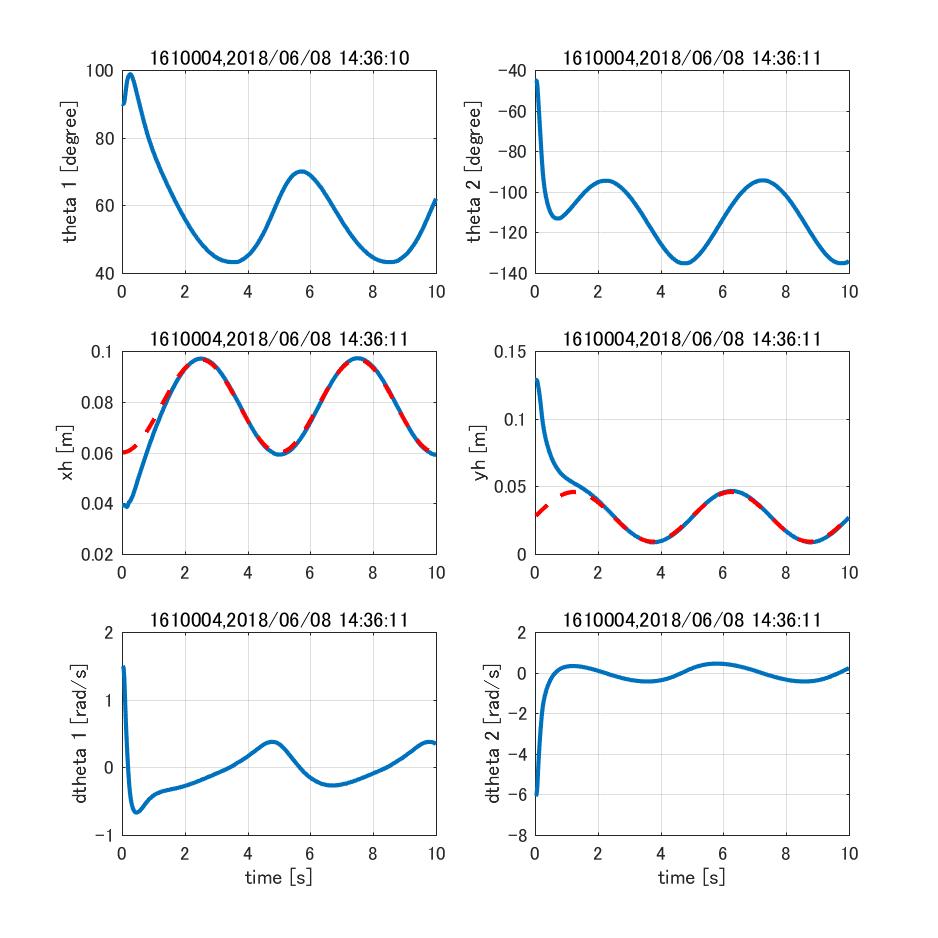 1610004,2018/06/08 14:36:10
100
80
60
40
theta 1 [degree]
0 2 4 6 8 10
1610004,2018/06/08 14:36:11
-40
-60
-80
-100
-120
-140
theta 2 [degree]
0 2 4 6 8 10
1610004,2018/06/08 14:36:11
0.1
0.08
0.06
0.04
0.02
xh [m]
0 2 4 6 8 10
1610004,2018/06/08 14:36:11
0.15
0.1
0.05
0
yh [m]
0 2 4 6 8 10
1610004,2018/06/08 14:36:11
2
1
0
-1
dtheta 1 [rad/s]
0 2 4 6 8 10
time [s]
1610004,2018/06/08 14:36:11
2
0
-2
-4
-6
-8
dtheta 2 [rad/s]
0 2 4 6 8 10
time [s]